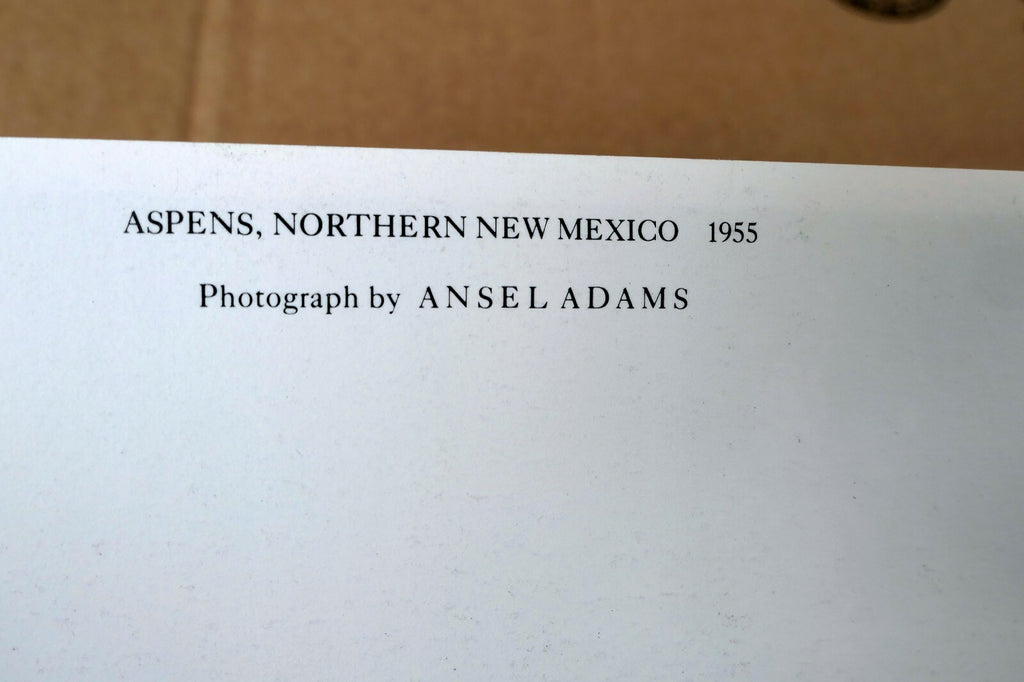 ASPENS, NORTHERN NEW MEXICO 1955
Photograph by ANSEL ADAMS